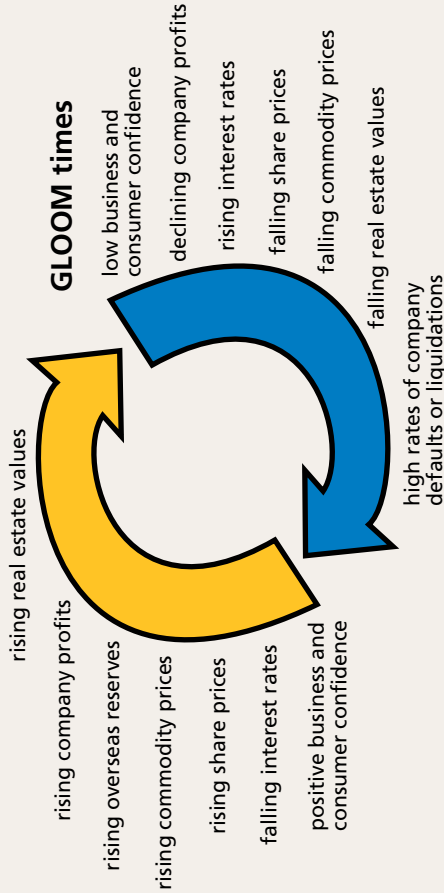 GLOOM times
low business and
consumer confidence
declining company profits
rising interest rates
falling share prices
falling commodity prices
falling real estate values
high rates of company
defaults or liquidations
positive business and
consumer confidence
falling interest rates
rising share prices
rising commodity prices
rising overseas reserves
rising company profits
rising real estate values